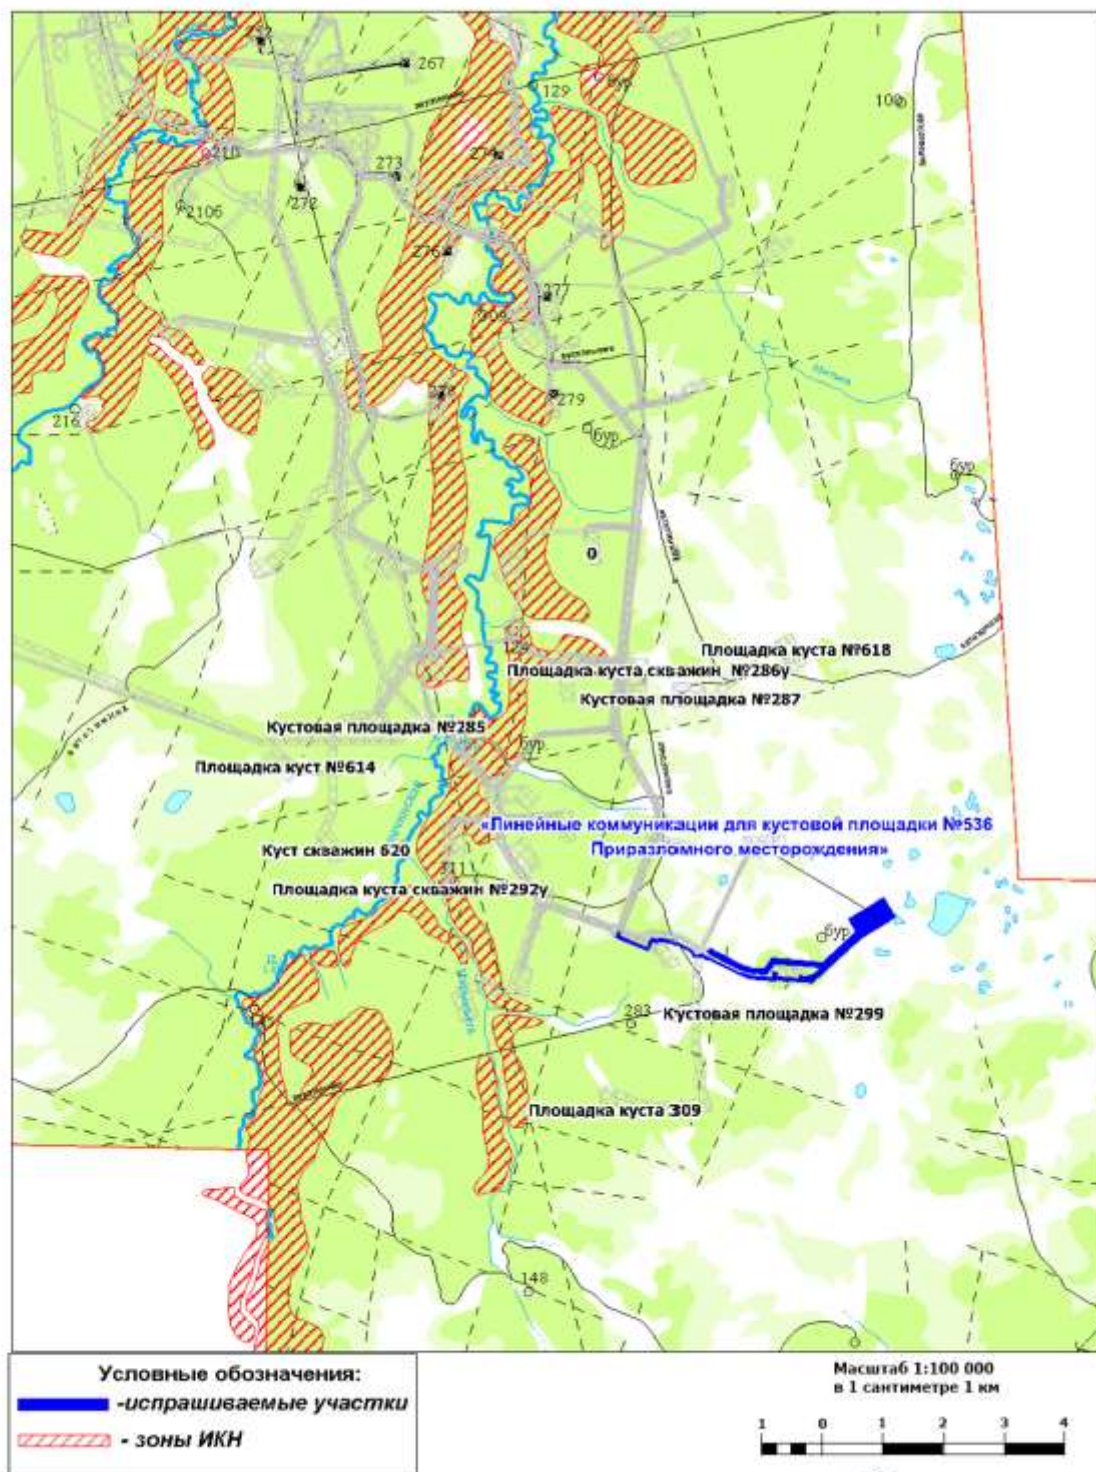 267
129
бур
100
210
274
273
2106
272
276
277
279
216
бур
бур
0
129
Площадка куста №618
Площадка куста скважин №286у
Кустовая площадка №287
Кустовая площадка №285
бур
Площадка куст №614
«Линейные коммуникации для кустовой площадки №536
Приразломного месторождения»
Куст скважин 620
311
Площадка куста скважин №292у
бур
283
Кустовая площадка №299
Площадка куста 309
148
Условные обозначения:
-испрашиваемые участки
- зоны ИКН
Масштаб 1:100 000
в 1 сантиметре 1 км
1 0 1 2 3 4